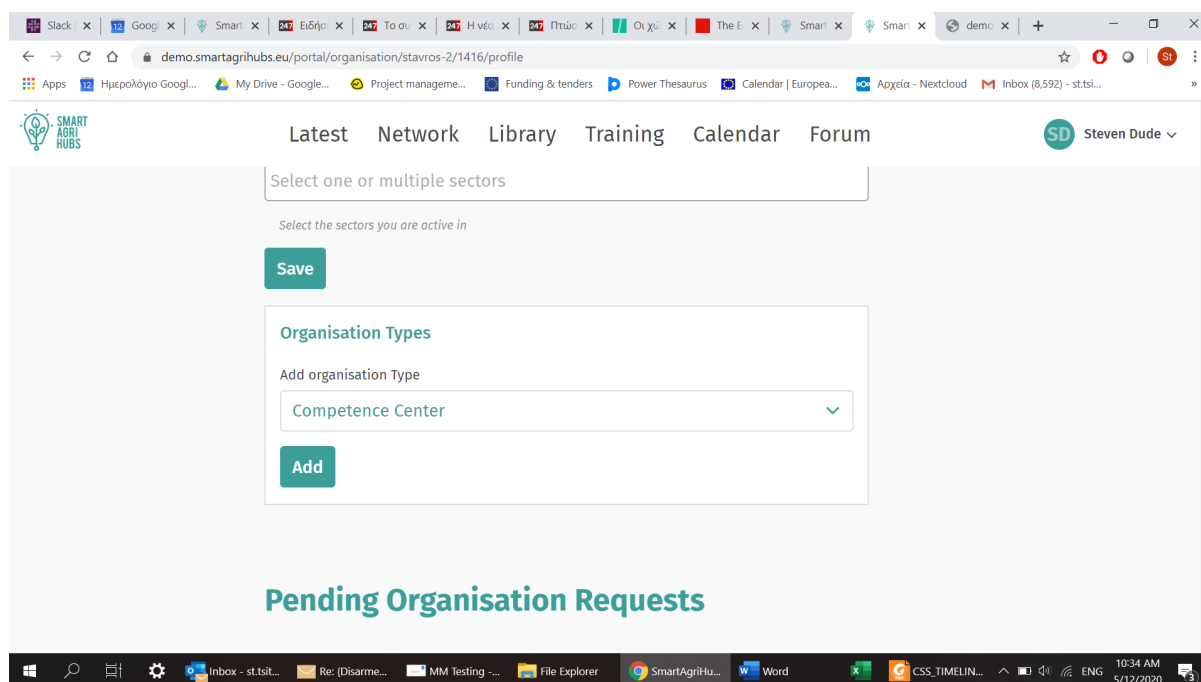 Slack
Goog
Smart
Ειδήσ
Το συ
Η νέα
Πτώσ
Οι χώ
The E
Smart
Smart
demo
demo.smartagrihubs.eu/portal/organisation/stavros-2/1416/profile
St
Apps
12 Ημερολόγιο Googl...
My Drive - Google...
Project manageme...
Funding & tenders
Power Thesaurus
Calendar | Europea...
Αρχεία - Nextcloud
Inbox (8,592) - st.tsi...
»
SMART
AGRI
HUBS
Latest Network Library Training Calendar Forum
SD Steven Dude
Select one or multiple sectors
Select the sectors you are active in
Save
Organisation Types
Add organisation Type
Competence Center
Add
Pending Organisation Requests
Inbox - st.tsit...
Re: (Disarme...
MM Testing -...
File Explorer
SmartAgriHu...
Word
CSS_TIMELIN...
ENG
10:34 AM
5/12/2020